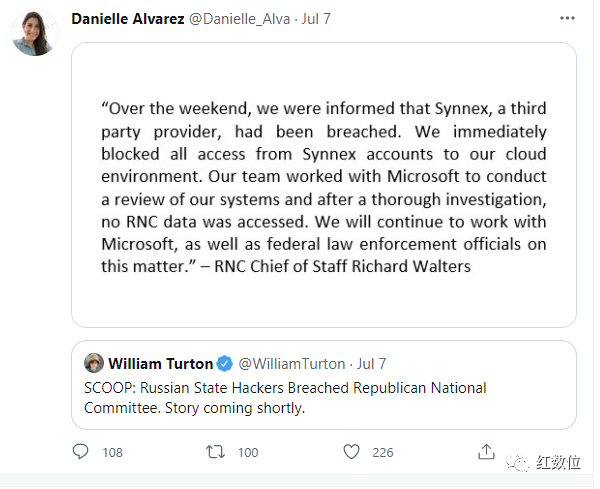 Danielle Alvarez @Danielle_Alva · Jul 7
“Over the weekend, we were informed that Synnex, a third
party provider, had been breached. We immediately
blocked all access from Synnex accounts to our cloud
environment. Our team worked with Microsoft to conduct
a review of our systems and after a thorough investigation,
no RNC data was accessed. We will continue to work with
Microsoft, as well as federal law enforcement officials on
this matter.” – RNC Chief of Staff Richard Walters
William Turton @WilliamTurton · Jul 7
SCOOP: Russian State Hackers Breached Republican National
Committee. Story coming shortly.
108 100 226
红数位